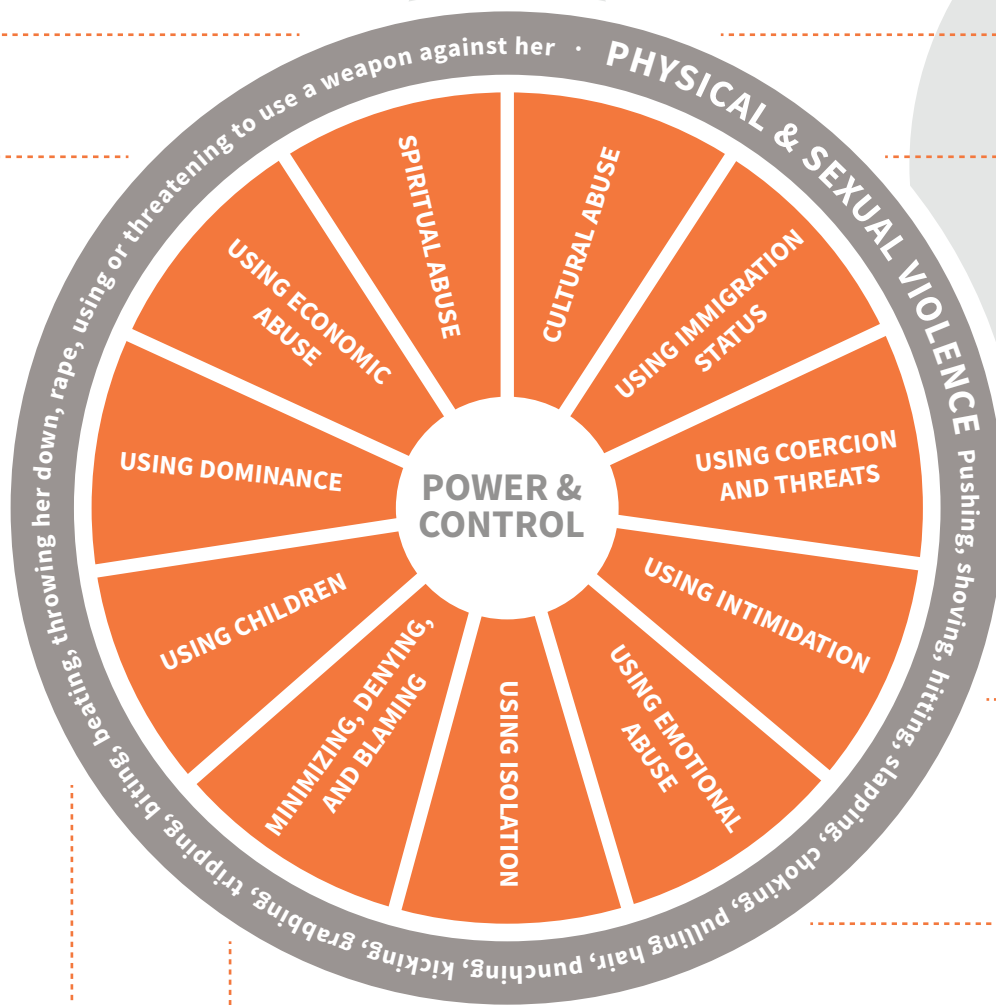 PHYSICAL & SEXUAL VIOLENCE Pushing, shoving, hitting, slapping, choking, pulling hair, punching, kicking, grabbing, tripping, biting, beating, throwing her down, rape, using or threatening to use a weapon against her ·
CULTURAL ABUSE
USING IMMIGRATION
STATUS
USING COERCION
AND THREATS
USING INTIMIDATION
USING EMOTIONAL
ABUSE
USING ISOLATION
MINIMIZING, DENYING,
AND BLAMING
USING CHILDREN
USING DOMINANCE
USING ECONOMIC
ABUSE
SPIRITUAL ABUSE
POWER &
CONTROL